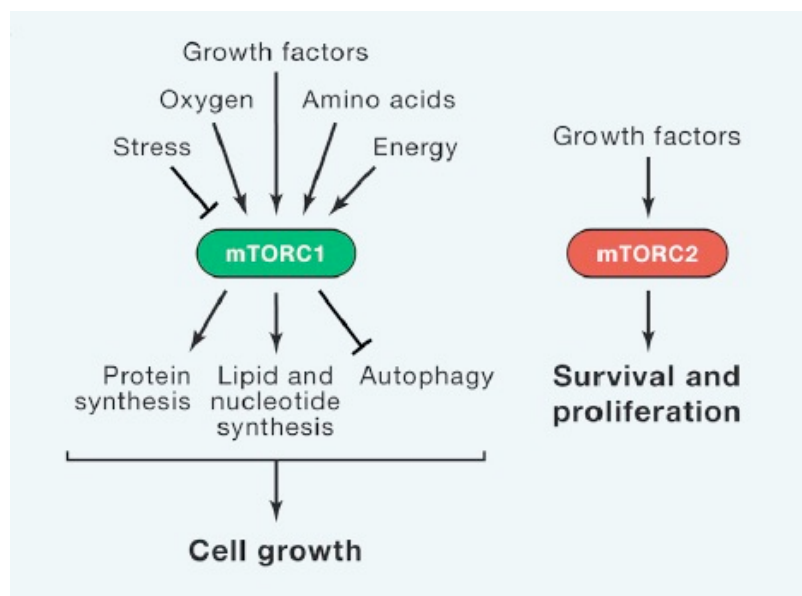 Growth factors
Oxygen
Amino acids
Stress
Energy
mTORC1
Protein
synthesis
Lipid and
nucleotide
synthesis
Autophagy
Cell growth
Growth factors
mTORC2
Survival and
proliferation